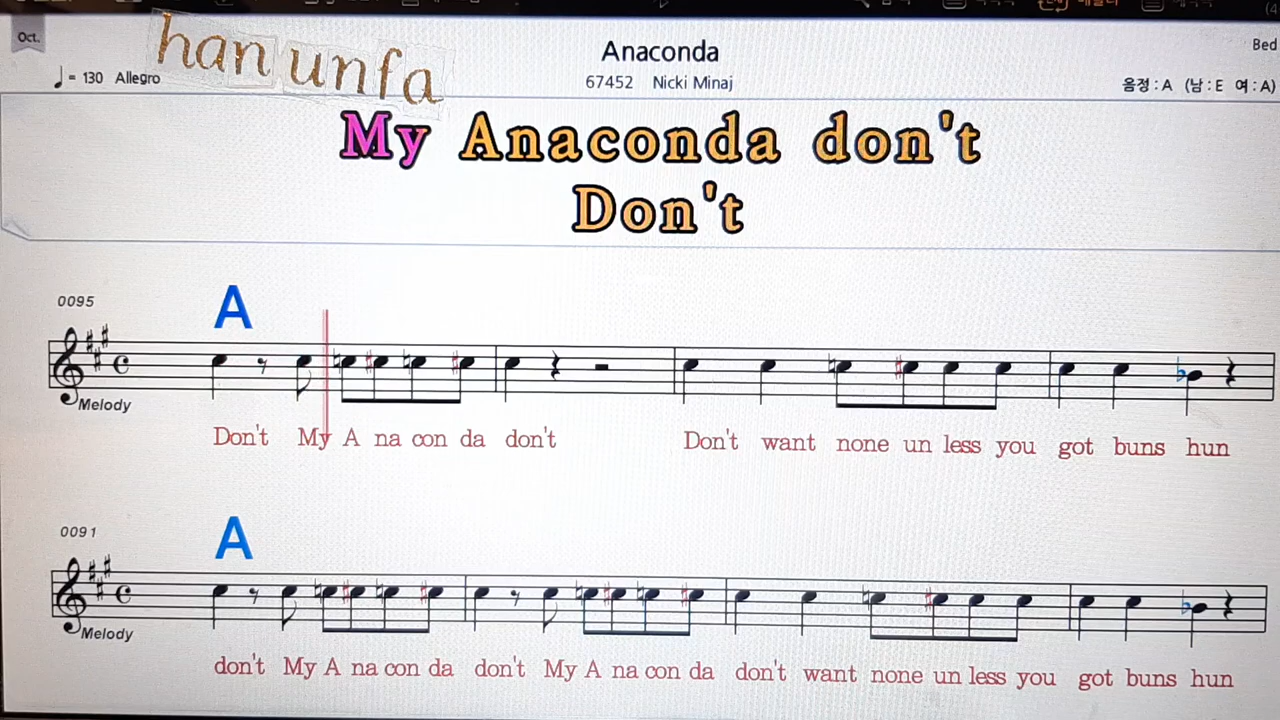 Oct.
han unfa
Anaconda
Bed
♩= 130 Allegro
67452 Nicki Minaj
음정 : A (남 : E 여 : A)
My Anaconda don't
Don't
0095
A
Melody
Don't My A na con da don't Don't want none un less you got buns hun
0091
A
Melody
don't My A na con da don't My A na con da don't want none un less you got buns hun